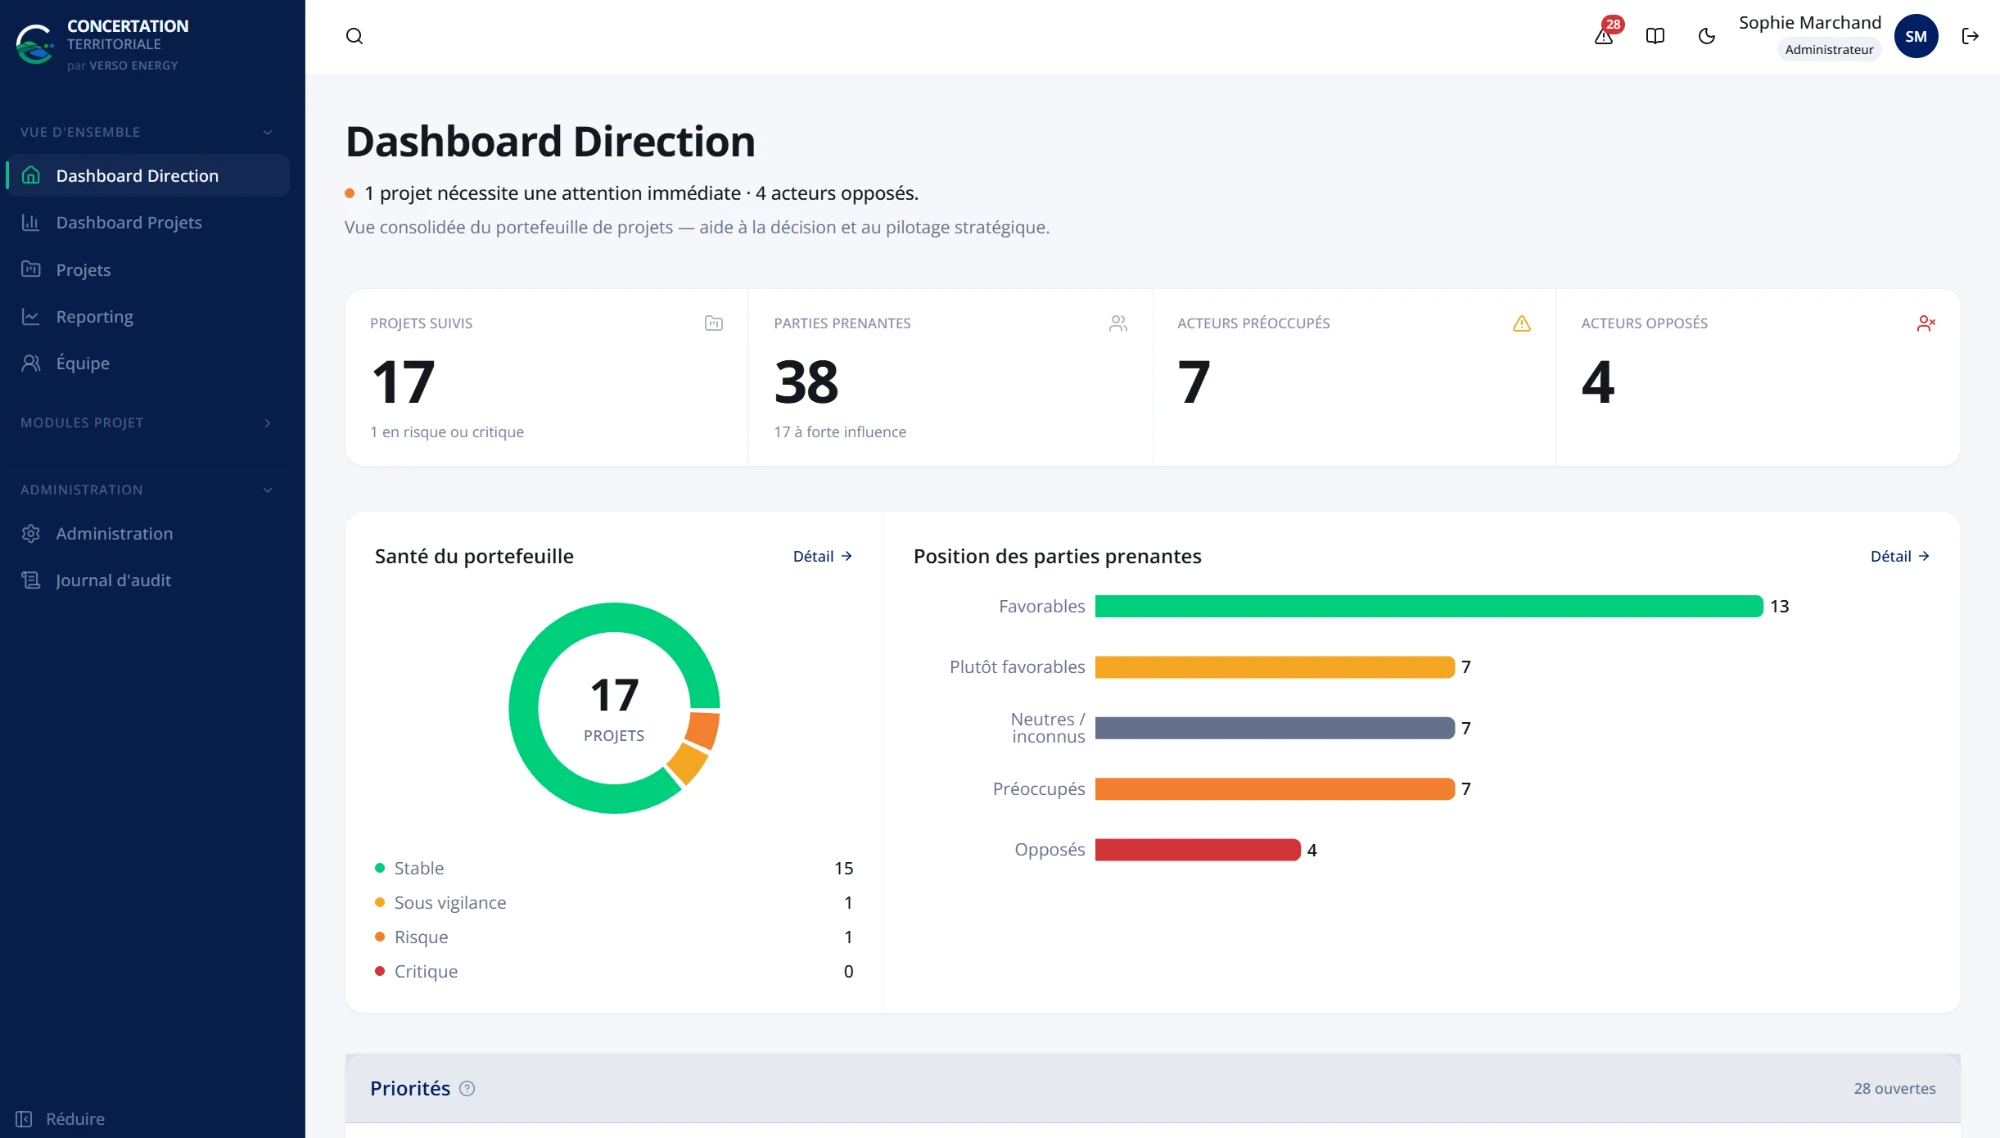 CONCERTATION
TERRITORIALE
par VERSO ENERGY
VUE D'ENSEMBLE
Dashboard Direction
Dashboard Projets
Projets
Reporting
Équipe
MODULES PROJET
ADMINISTRATION
Administration
Journal d'audit
Réduire
28
Sophie Marchand
Administrateur
SM
Dashboard Direction
1 projet nécessite une attention immédiate · 4 acteurs opposés.
Vue consolidée du portefeuille de projets — aide à la décision et au pilotage stratégique.
PROJETS SUIVIS
17
1 en risque ou critique
PARTIES PRENANTES
38
17 à forte influence
ACTEURS PRÉOCCUPÉS
7
ACTEURS OPPOSÉS
4
Santé du portefeuille
Détail →
17
PROJETS
Stable 15
Sous vigilance 1
Risque 1
Critique 0
Position des parties prenantes
Détail →
Favorables 13
Plutôt favorables 7
Neutres /
inconnus 7
Préoccupés 7
Opposés 4
Priorités ?
28 ouvertes